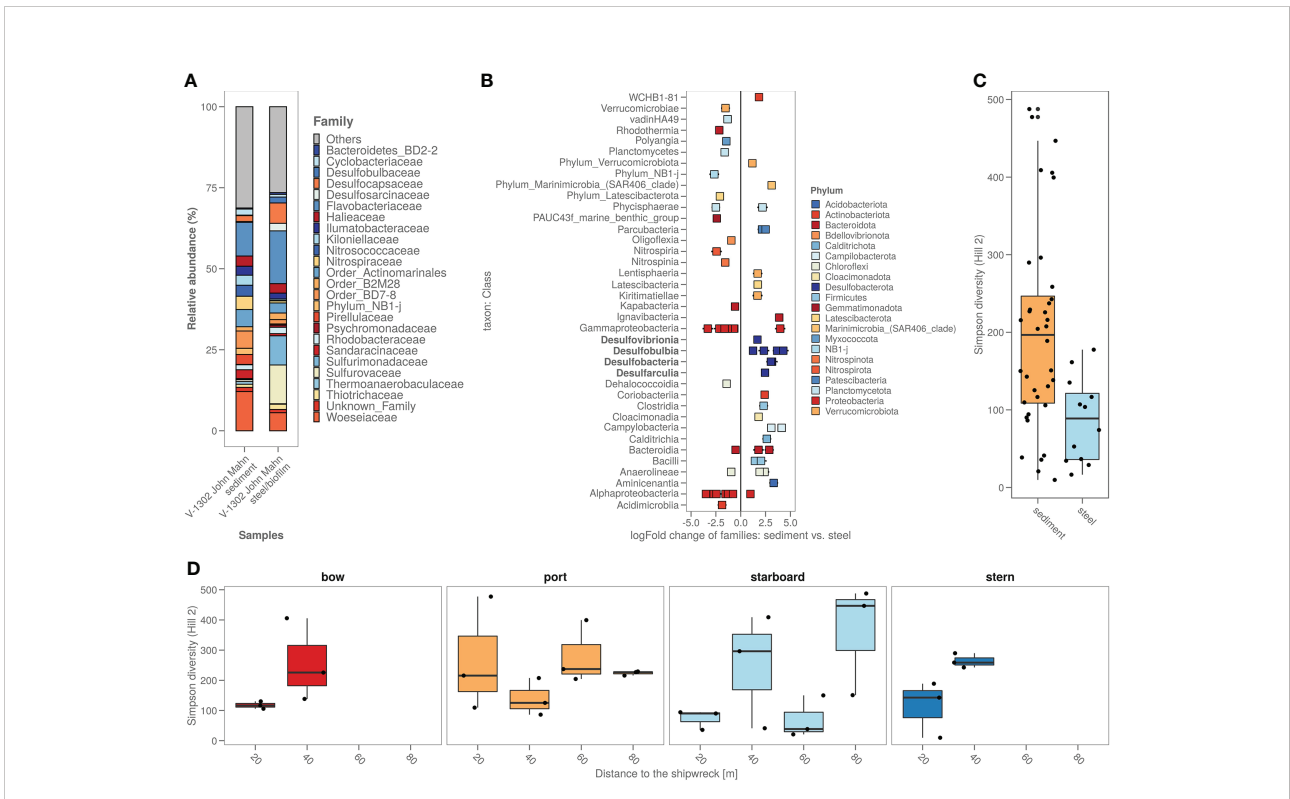 A
100
75
50
25
0
Relative abundance (%)
V-1302 John Mahn
sediment
V-1302 John Mahn
steel/biofilm
Samples
Family
Others
Bacteroidetes_BD2-2
Cyclobacteriaceae
Desulfobulbaceae
Desulfocapsaceae
Desulfosarcinaceae
Flavobacteriaceae
Halieaceae
Ilumatobacteraceae
Kiloniellaceae
Nitrosococcaceae
Nitrospiraceae
Order_Actinomarinales
Order_B2M28
Order_BD7-8
Phylum_NB1-j
Pirellulaceae
Psychromonadaceae
Rhodobacteraceae
Sandaracinaceae
Sulfurimonadaceae
Sulfurovaceae
Thermoanaerobaculaceae
Thiotrichaceae
Unknown_Family
Woeseiaceae
B
taxon: Class
WCHB1-81
Verrucomicrobiae
vadinHA49
Rhodothermia
Polyangia
Planctomycetes
Phylum_Verrucomicrobiota
Phylum_NB1-j
Phylum_Marinimicrobia_(SAR406_clade)
Phylum_Latescibacterota
Phycisphaerae
PAUC43f_marine_benthic_group
Parcubacteria
Oligoflexia
Nitrospiria
Nitrospinia
Lentisphaeria
Latescibacteria
Kiritimatiellae
Kapabacteria
Ignavibacteria
Gammaproteobacteria
Desulfovibrionia
Desulfobulbia
Desulfobacteria
Desulfarculia
Dehalococcoidia
Coriobacteriia
Clostridia
Cloacimonadia
Campylobacteria
Calditrichia
Bacteroidia
Bacilli
Anaerolineae
Aminicenantia
Alphaproteobacteria
Acidimicrobiia
-5.0 -2.5 0.0 2.5 5.0
logFold change of families: sediment vs. steel
Phylum
Acidobacteriota
Actinobacteriota
Bacteroidota
Bdellovibrionota
Calditrichota
Campilobacterota
Chloroflexi
Cloacimonadota
Desulfobacterota
Firmicutes
Gemmatimonadota
Latescibacterota
Marinimicrobia_(SAR406_clade)
Myxococcota
NB1-j
Nitrospinota
Nitrospirota
Patescibacteria
Planctomycetota
Proteobacteria
Verrucomicrobiota
C
500
400
300
200
100
0
Simpson diversity (Hill 2)
sediment
steel
D
bow port starboard stern
500
400
300
200
100
0
Simpson diversity (Hill 2)
20 40 60 80 20 40 60 80 20 40 60 80 20 40 60 80
Distance to the shipwreck [m]